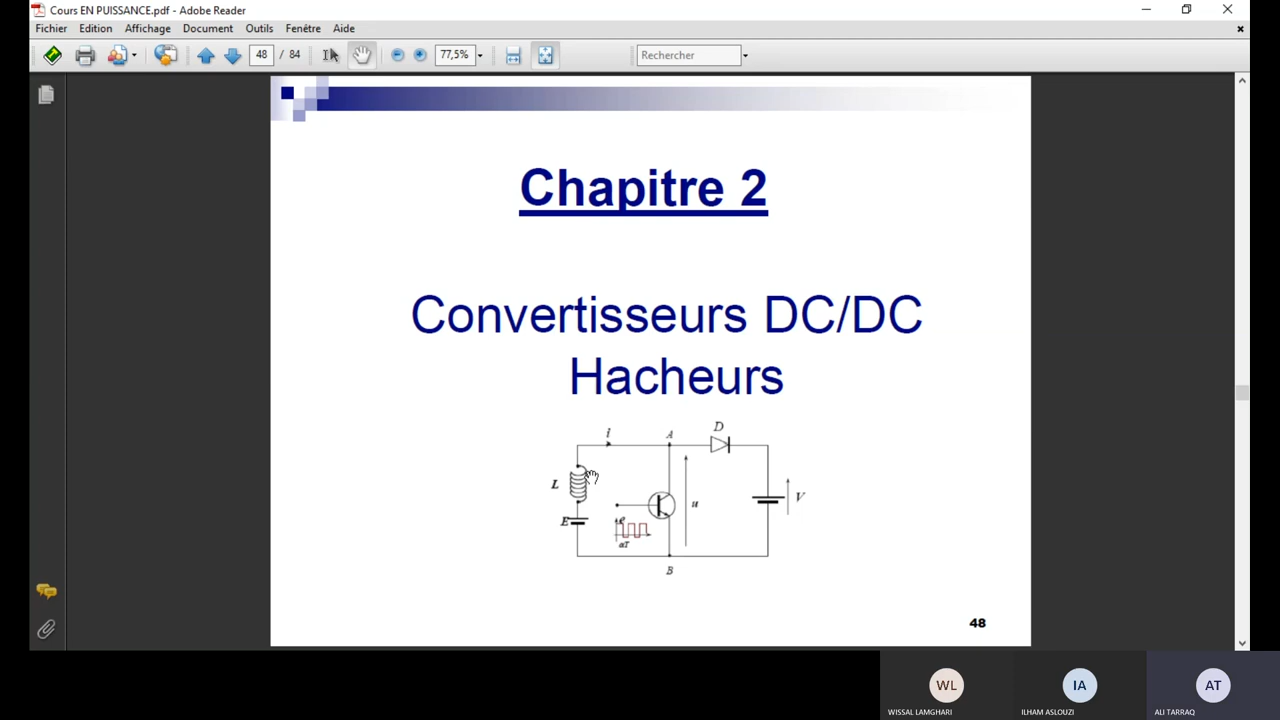 Cours EN PUISSANCE.pdf - Adobe Reader
Fichier Edition Affichage Document Outils Fenêtre Aide
48 / 84 77,5% Rechercher
Chapitre 2
Convertisseurs DC/DC
Hacheurs
i A D
L
E
e
αT
u
V
B
48
WL IA AT
WISSAL LAMGHARI ILHAM ASLOUZI ALI TARRAQ